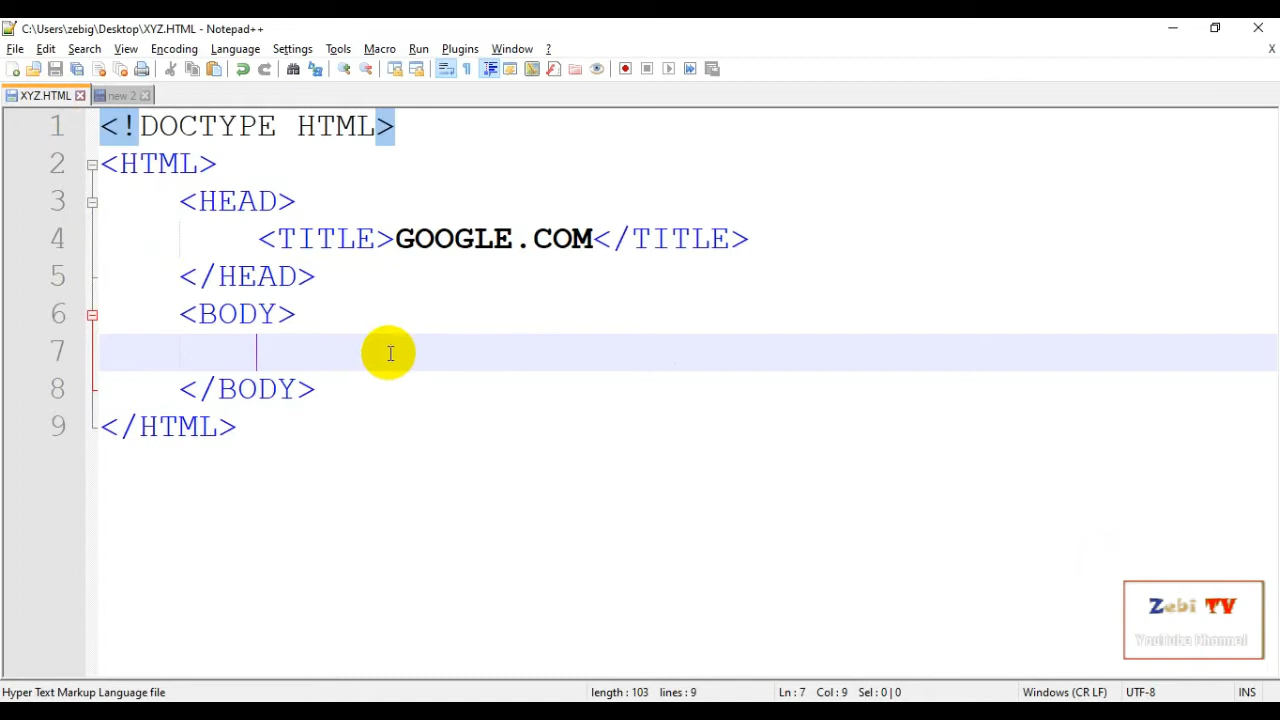 C:\Users\zebig\Desktop\XYZ.HTML - Notepad++
File Edit Search View Encoding Language Settings Tools Macro Run Plugins Window ? X
XYZ.HTML new 2
1 <!DOCTYPE HTML>
2 <HTML>
3 <HEAD>
4 <TITLE>GOOGLE.COM</TITLE>
5 </HEAD>
6 <BODY>
7
8 </BODY>
9 </HTML>
Zebi TV
Youtube Channel
Hyper Text Markup Language file length : 103 lines : 9 Ln : 7 Col : 9 Sel : 0 | 0 Windows (CR LF) UTF-8 INS